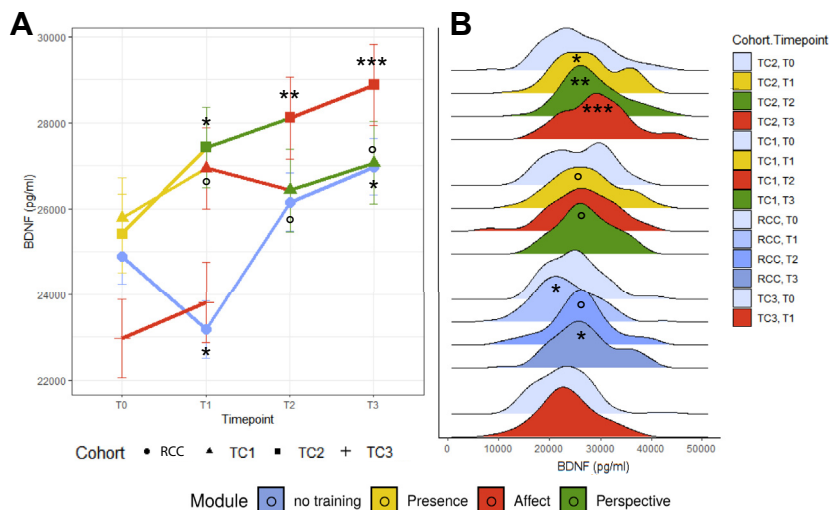 A
30000
28000
26000
24000
22000
BDNF (pg/ml)
*
**
***
*
*
T0 T1 T2 T3
Timepoint
Cohort RCC TC1 TC2 TC3
B
*
**
***
*
*
0 10000 20000 30000 40000 50000
BDNF (pg/ml)
Cohort.Timepoint
TC2, T0
TC2, T1
TC2, T2
TC2, T3
TC1, T0
TC1, T1
TC1, T2
TC1, T3
RCC, T0
RCC, T1
RCC, T2
RCC, T3
TC3, T0
TC3, T1
Module no training Presence Affect Perspective